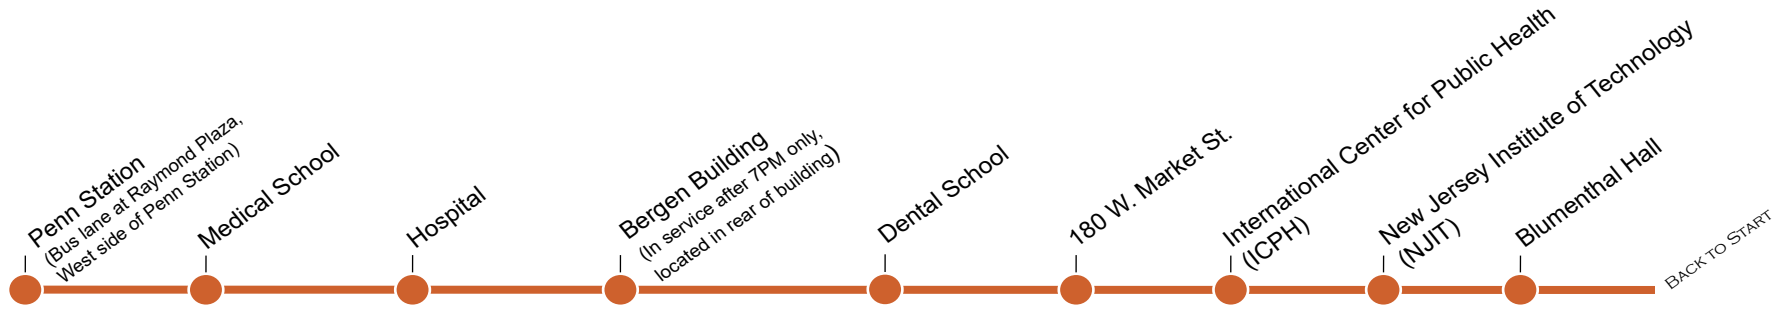 Penn Station
(Bus lane at Raymond Plaza,
West side of Penn Station)
Medical School
Hospital
Bergen Building
(In service after 7PM only,
located in rear of building)
Dental School
180 W. Market St.
International Center for Public Health
(ICPH)
New Jersey Institute of Technology
(NJIT)
Blumenthal Hall
BACK TO START